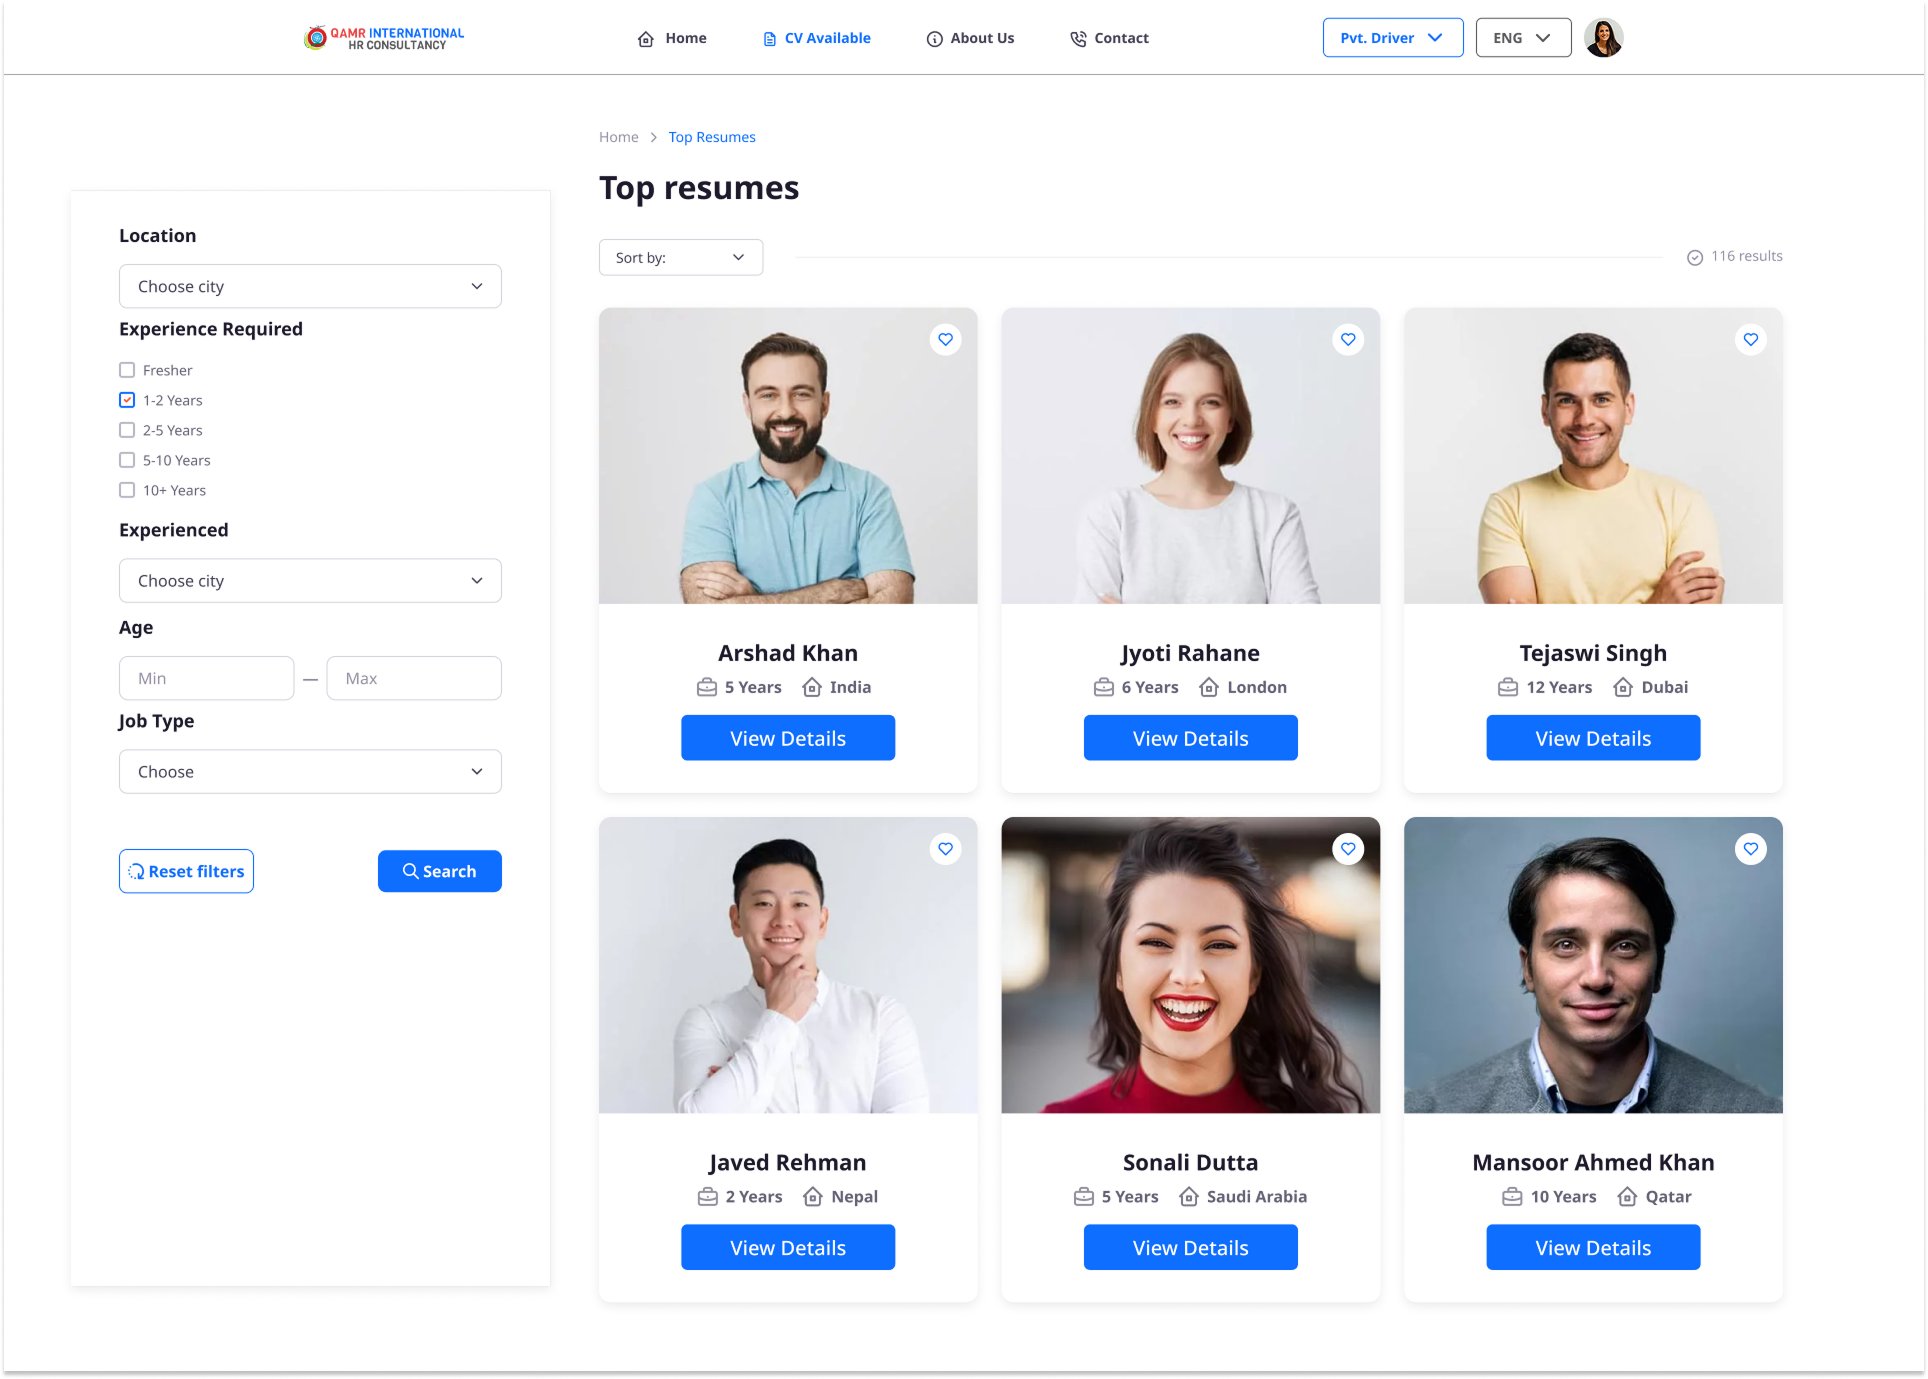 QAMR INTERNATIONAL
HR CONSULTANCY
Home
CV Available
About Us
Contact
Pvt. Driver
ENG
Home
Top Resumes
Top resumes
Sort by:
116 results
Location
Choose city
Experience Required
Fresher
1-2 Years
2-5 Years
5-10 Years
10+ Years
Experienced
Choose city
Age
Min — Max
Job Type
Choose
Reset filters
Search
Arshad Khan
5 Years India
View Details
Jyoti Rahane
6 Years London
View Details
Tejaswi Singh
12 Years Dubai
View Details
Javed Rehman
2 Years Nepal
View Details
Sonali Dutta
5 Years Saudi Arabia
View Details
Mansoor Ahmed Khan
10 Years Qatar
View Details